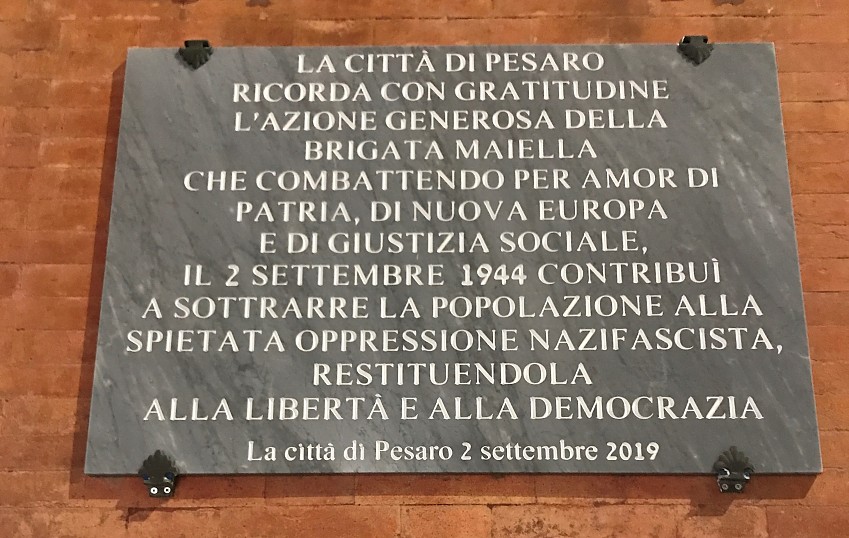 LA CITTÀ DI PESARO
RICORDA CON GRATITUDINE
L'AZIONE GENEROSA DELLA
BRIGATA MAIELLA
CHE COMBATTENDO PER AMOR DI
PATRIA, DI NUOVA EUROPA
E DI GIUSTIZIA SOCIALE,
IL 2 SETTEMBRE 1944 CONTRIBUÌ
A SOTTRARRE LA POPOLAZIONE ALLA
SPIETATA OPPRESSIONE NAZIFASCISTA,
RESTITUENDOLA
ALLA LIBERTÀ E ALLA DEMOCRAZIA
La città di Pesaro 2 settembre 2019